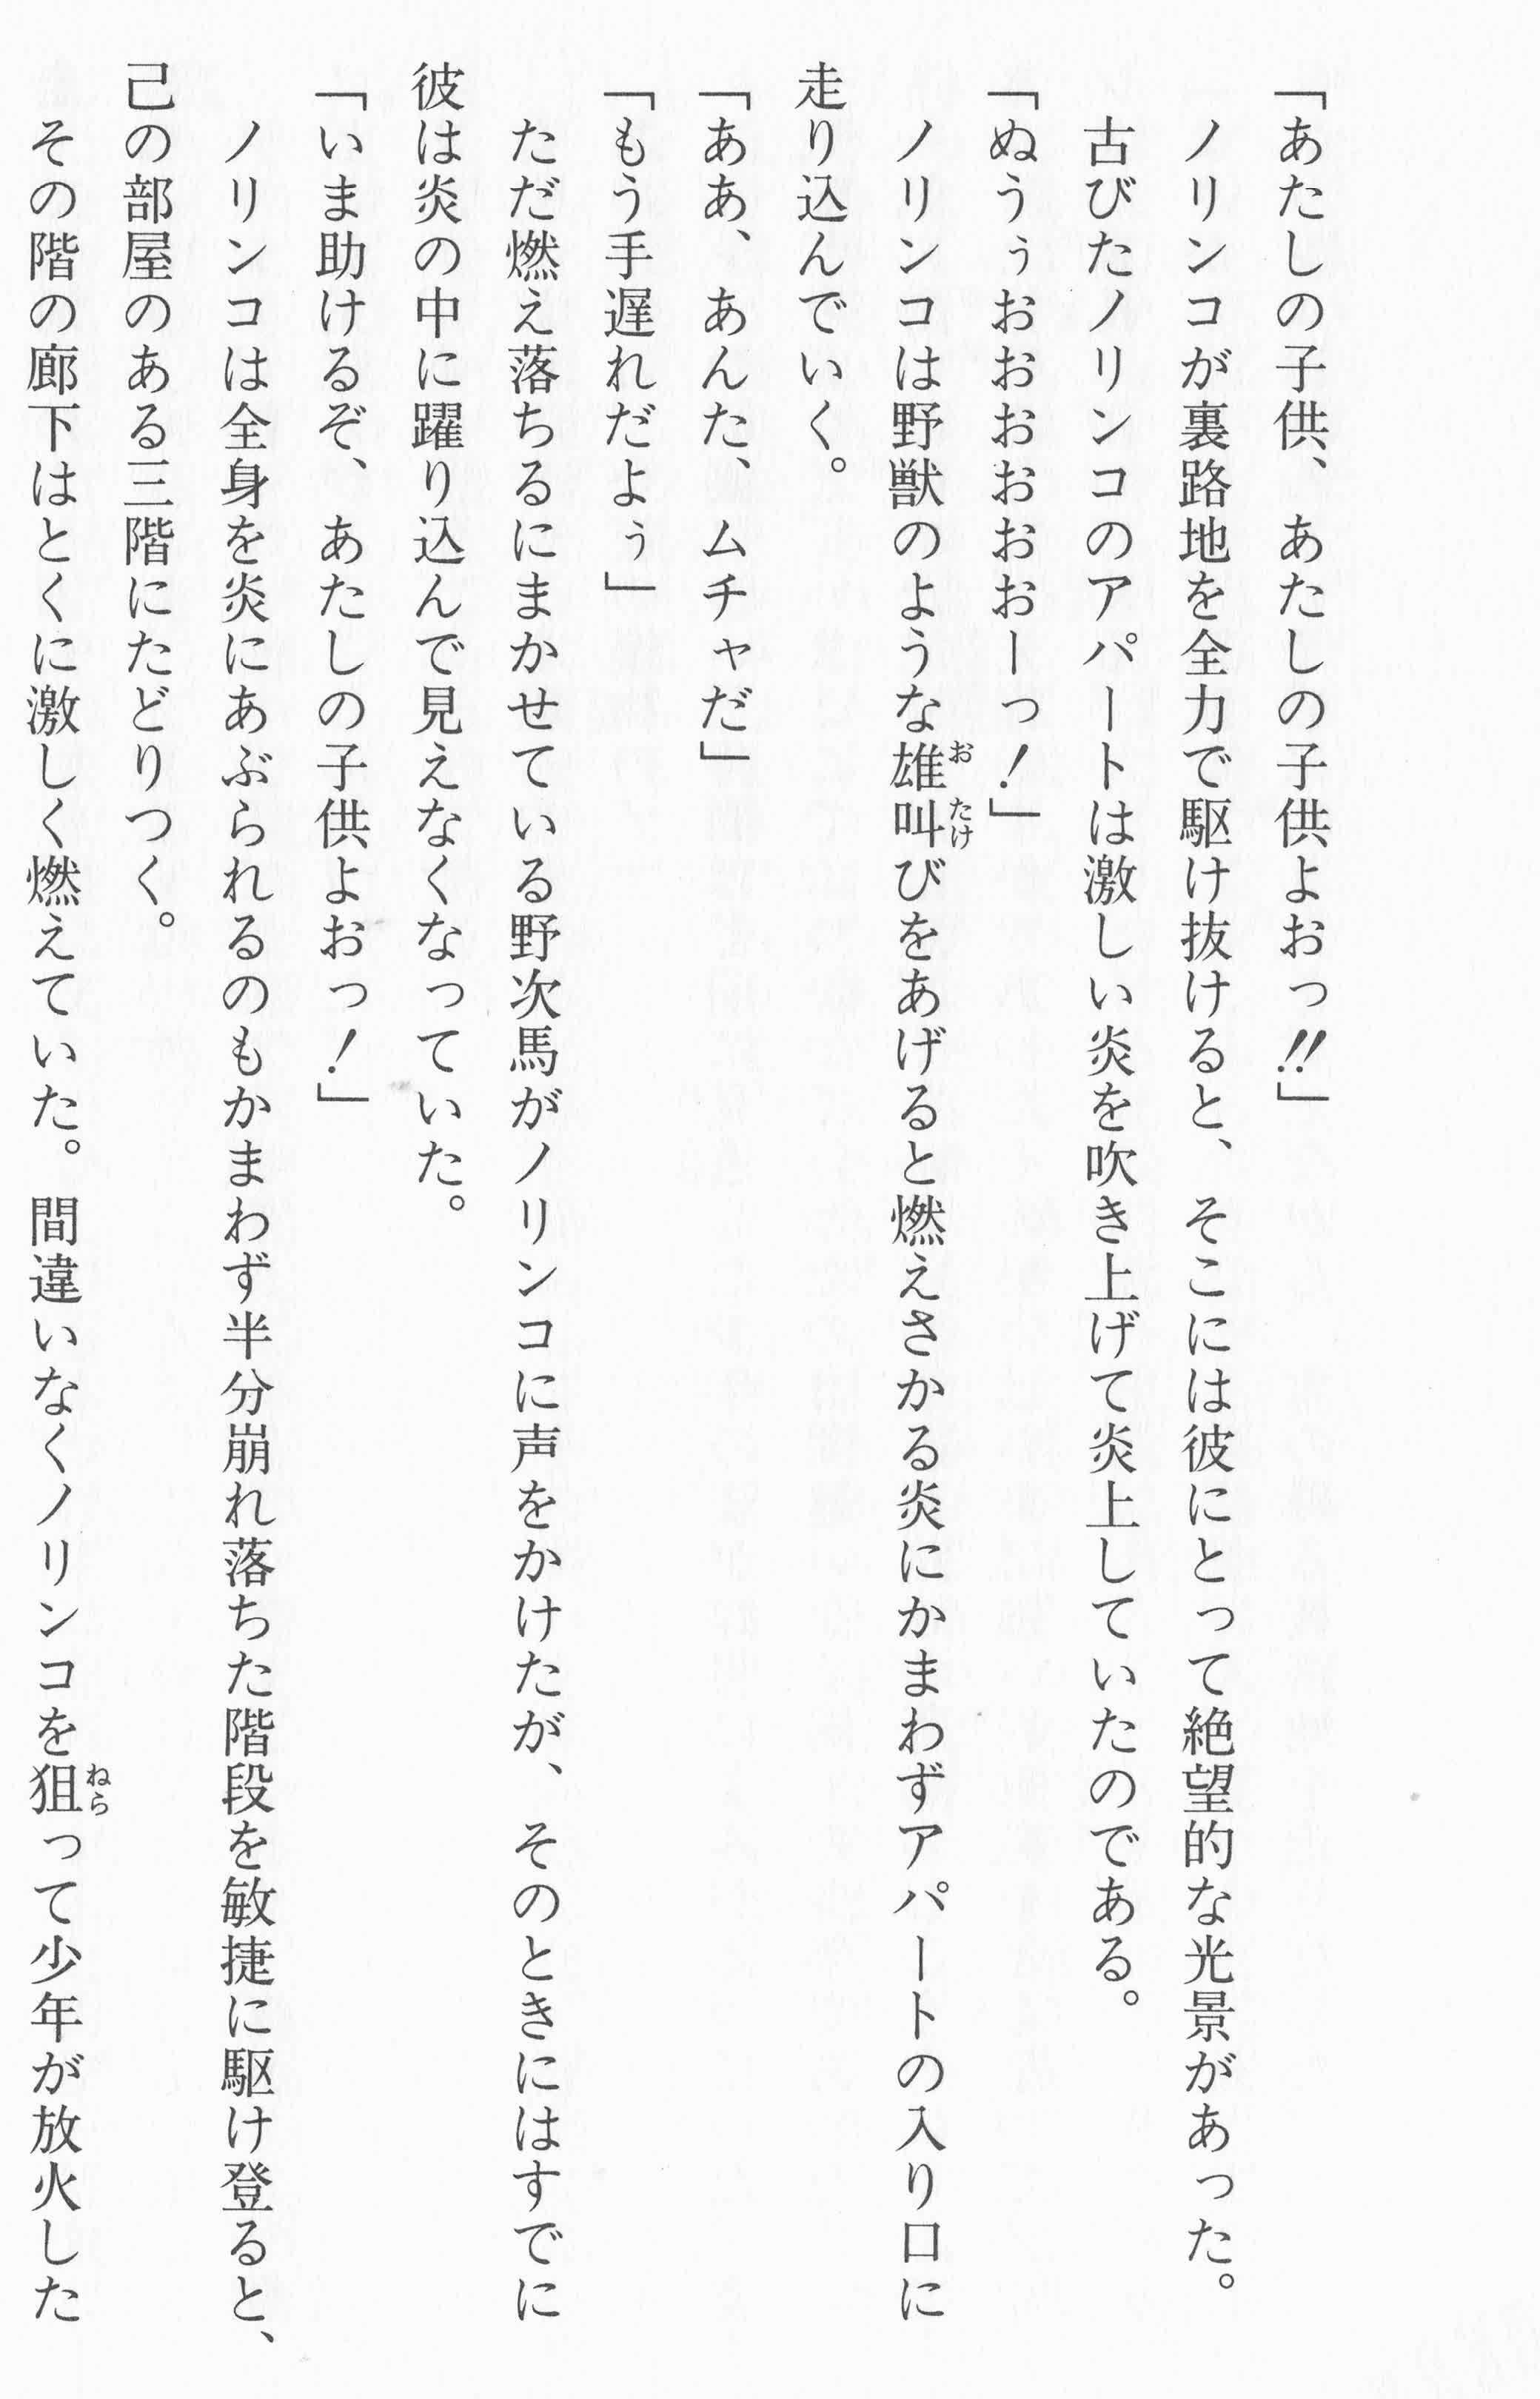 「あたしの子供、あたしの子供よおっ!!」
ノリンコが裏路地を全力で駆け抜けると、そこには彼にとって絶望的な光景があった。
古びたノリンコのアパートは激しい炎を吹き上げて炎上していたのである。
「ぬうぅおおおおおおーっ!」
ノリンコは野獣のような雄叫びをあげると燃えさかる炎にかまわずアパートの入り口に
走り込んでいく。
「ああ、あんた、ムチャだ」
「もう手遅れだよぅ」
ただ燃え落ちるにまかせている野次馬がノリンコに声をかけたが、そのときにはすでに
彼は炎の中に躍り込んで見えなくなっていた。
「いま助けるぞ、あたしの子供よおっ!」
ノリンコは全身を炎にあぶられるのもかまわず半分崩れ落ちた階段を敏捷に駆け登ると、
己の部屋のある三階にたどりつく。
その階の廊下はとくに激しく燃えていた。間違いなくノリンコを狙って少年が放火した